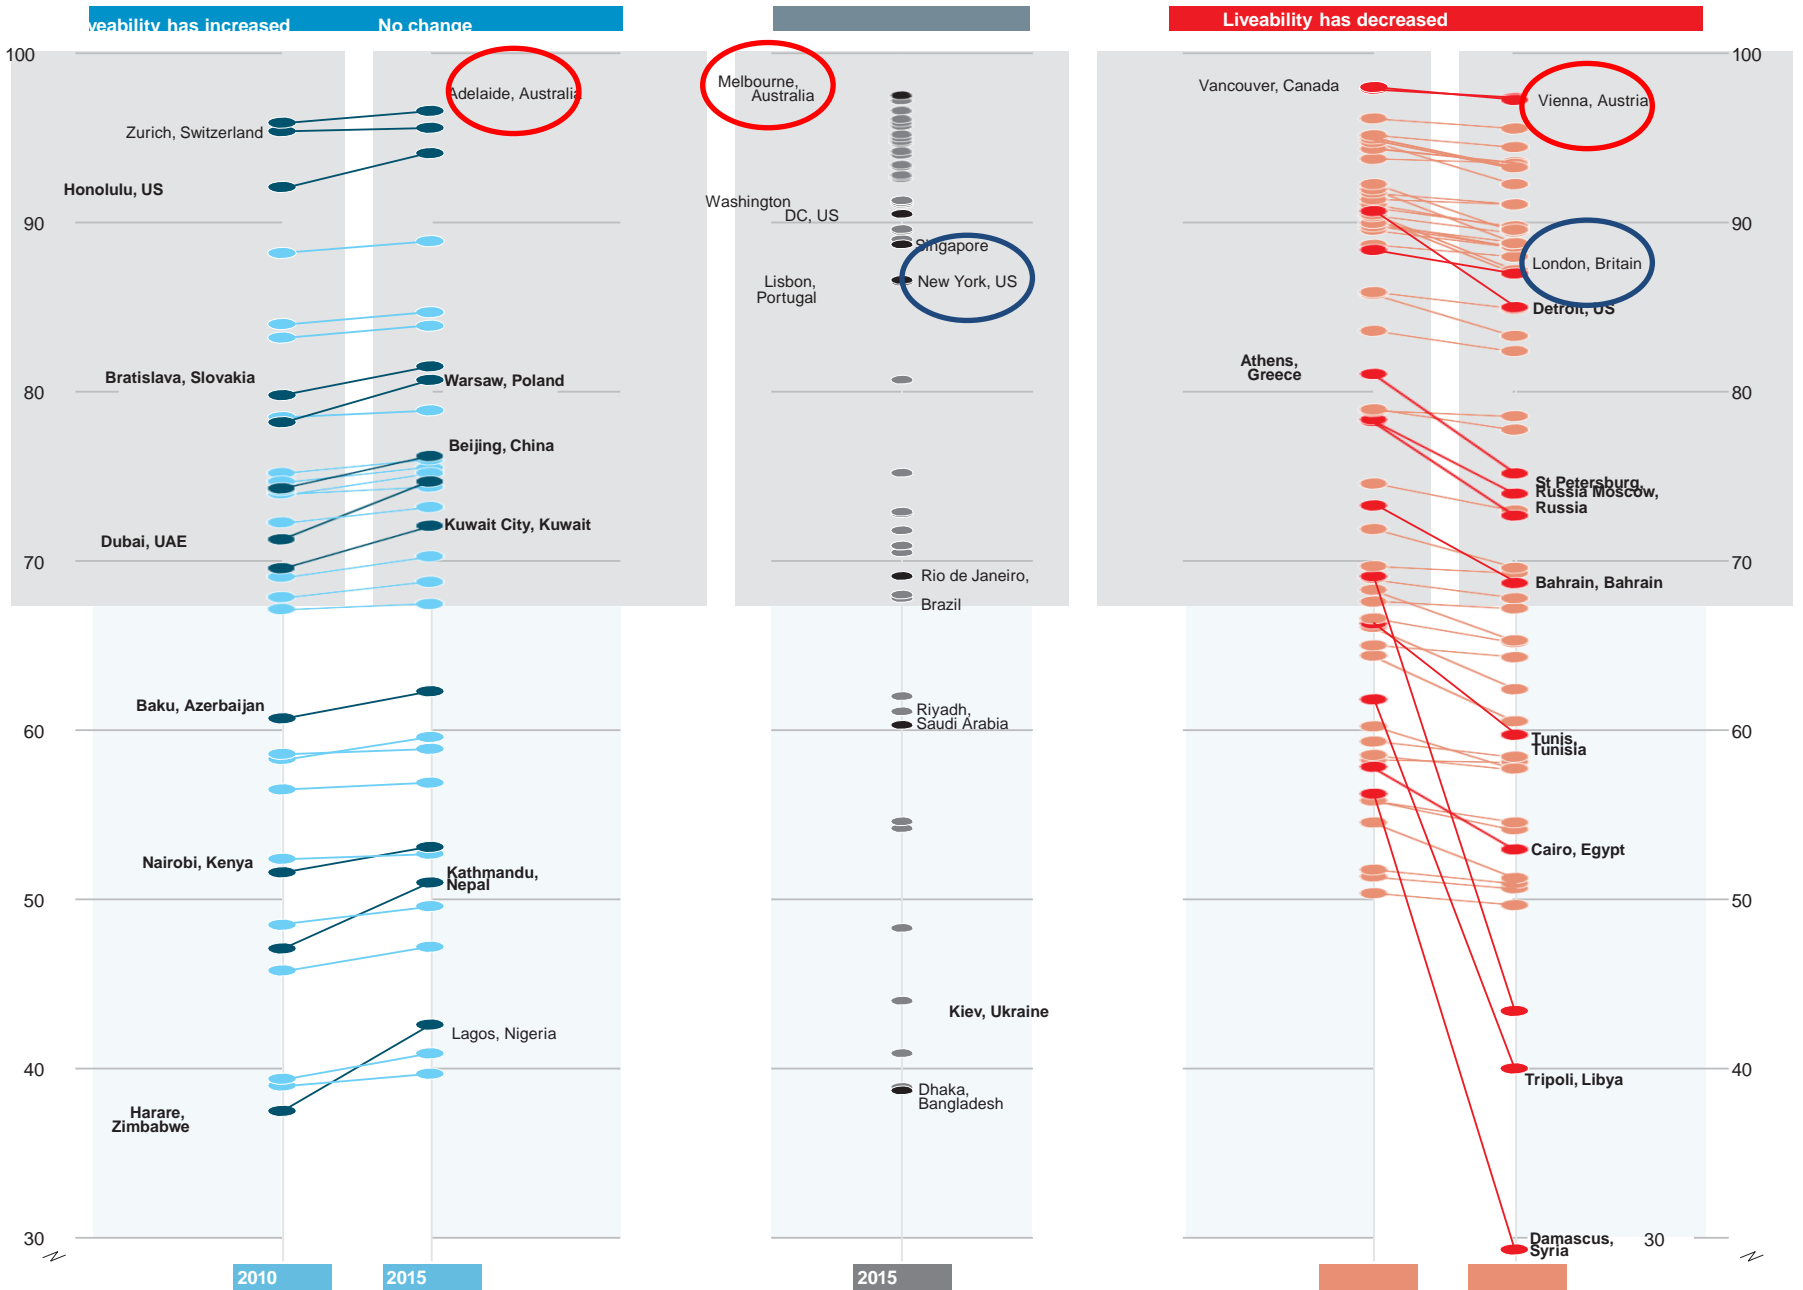 veability has increased
No change
Liveability has decreased
100
Adelaide, Australia
Zurich, Switzerland
Honolulu, US
90
Bratislava, Slovakia
Warsaw, Poland
80
Beijing, China
Kuwait City, Kuwait
Dubai, UAE
70
Baku, Azerbaijan
60
Nairobi, Kenya
Kathmandu,
Nepal
50
Lagos, Nigeria
40
Harare,
Zimbabwe
30
2010
2015
Melbourne,
Australia
Washington
DC, US
Singapore
Lisbon,
Portugal
New York, US
Rio de Janeiro,
Brazil
Riyadh,
Saudi Arabia
Kiev, Ukraine
Dhaka,
Bangladesh
2015
100
Vancouver, Canada
Vienna, Austria
90
London, Britain
Detroit, US
Athens,
Greece
80
St Petersburg,
Russia Moscow,
Russia
70
Bahrain, Bahrain
60
Tunis,
Tunisia
Cairo, Egypt
50
40
Tripoli, Libya
Damascus,
Syria
30